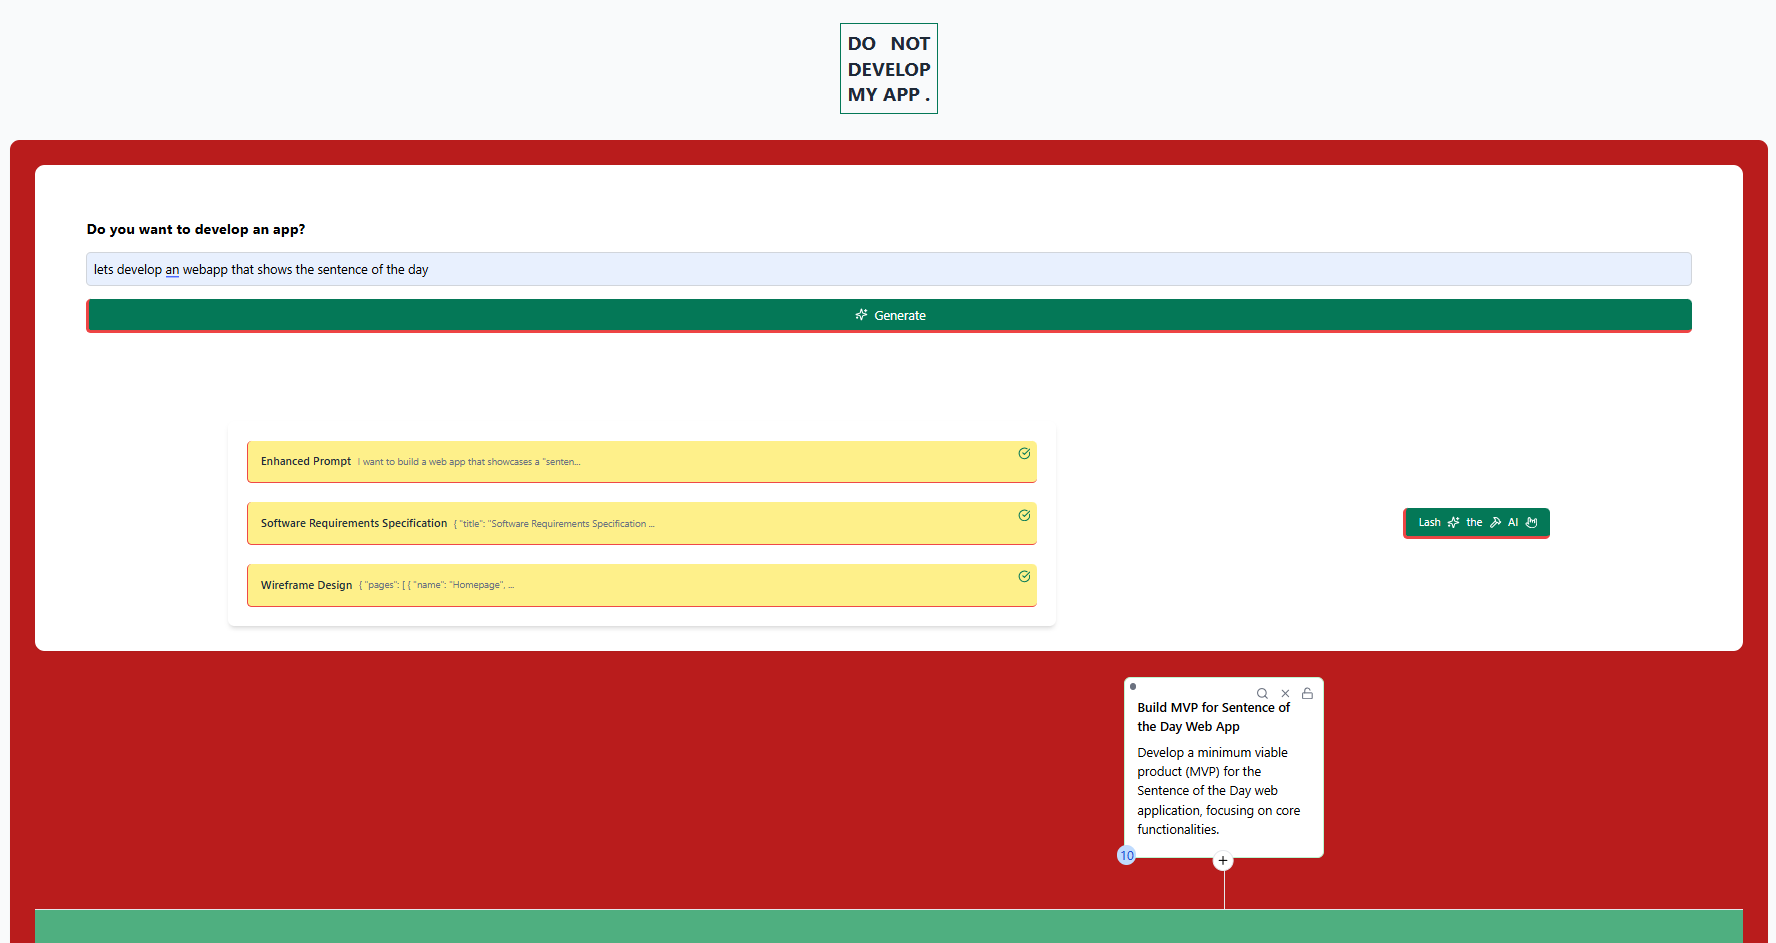 DO NOT
DEVELOP
MY APP .
Do you want to develop an app?
lets develop an webapp that shows the sentence of the day
Generate
Enhanced Prompt I want to build a web app that showcases a "senten...
Software Requirements Specification { "title": "Software Requirements Specification ...
Lash the AI
Wireframe Design { "pages": [ { "name": "Homepage", ...
Build MVP for Sentence of
the Day Web App
Develop a minimum viable
product (MVP) for the
Sentence of the Day web
application, focusing on core
functionalities.
10